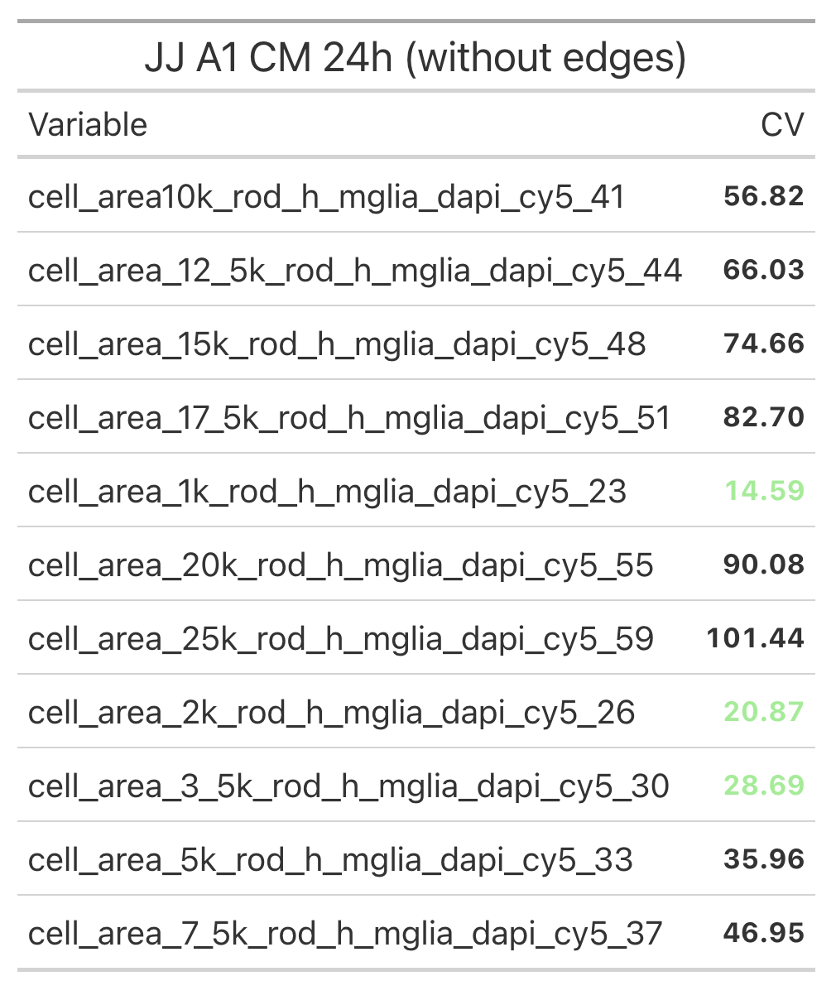 JJ A1 CM 24h (without edges)
Variable CV
cell_area10k_rod_h_mglia_dapi_cy5_41 56.82
cell_area_12_5k_rod_h_mglia_dapi_cy5_44 66.03
cell_area_15k_rod_h_mglia_dapi_cy5_48 74.66
cell_area_17_5k_rod_h_mglia_dapi_cy5_51 82.70
cell_area_1k_rod_h_mglia_dapi_cy5_23 14.59
cell_area_20k_rod_h_mglia_dapi_cy5_55 90.08
cell_area_25k_rod_h_mglia_dapi_cy5_59 101.44
cell_area_2k_rod_h_mglia_dapi_cy5_26 20.87
cell_area_3_5k_rod_h_mglia_dapi_cy5_30 28.69
cell_area_5k_rod_h_mglia_dapi_cy5_33 35.96
cell_area_7_5k_rod_h_mglia_dapi_cy5_37 46.95